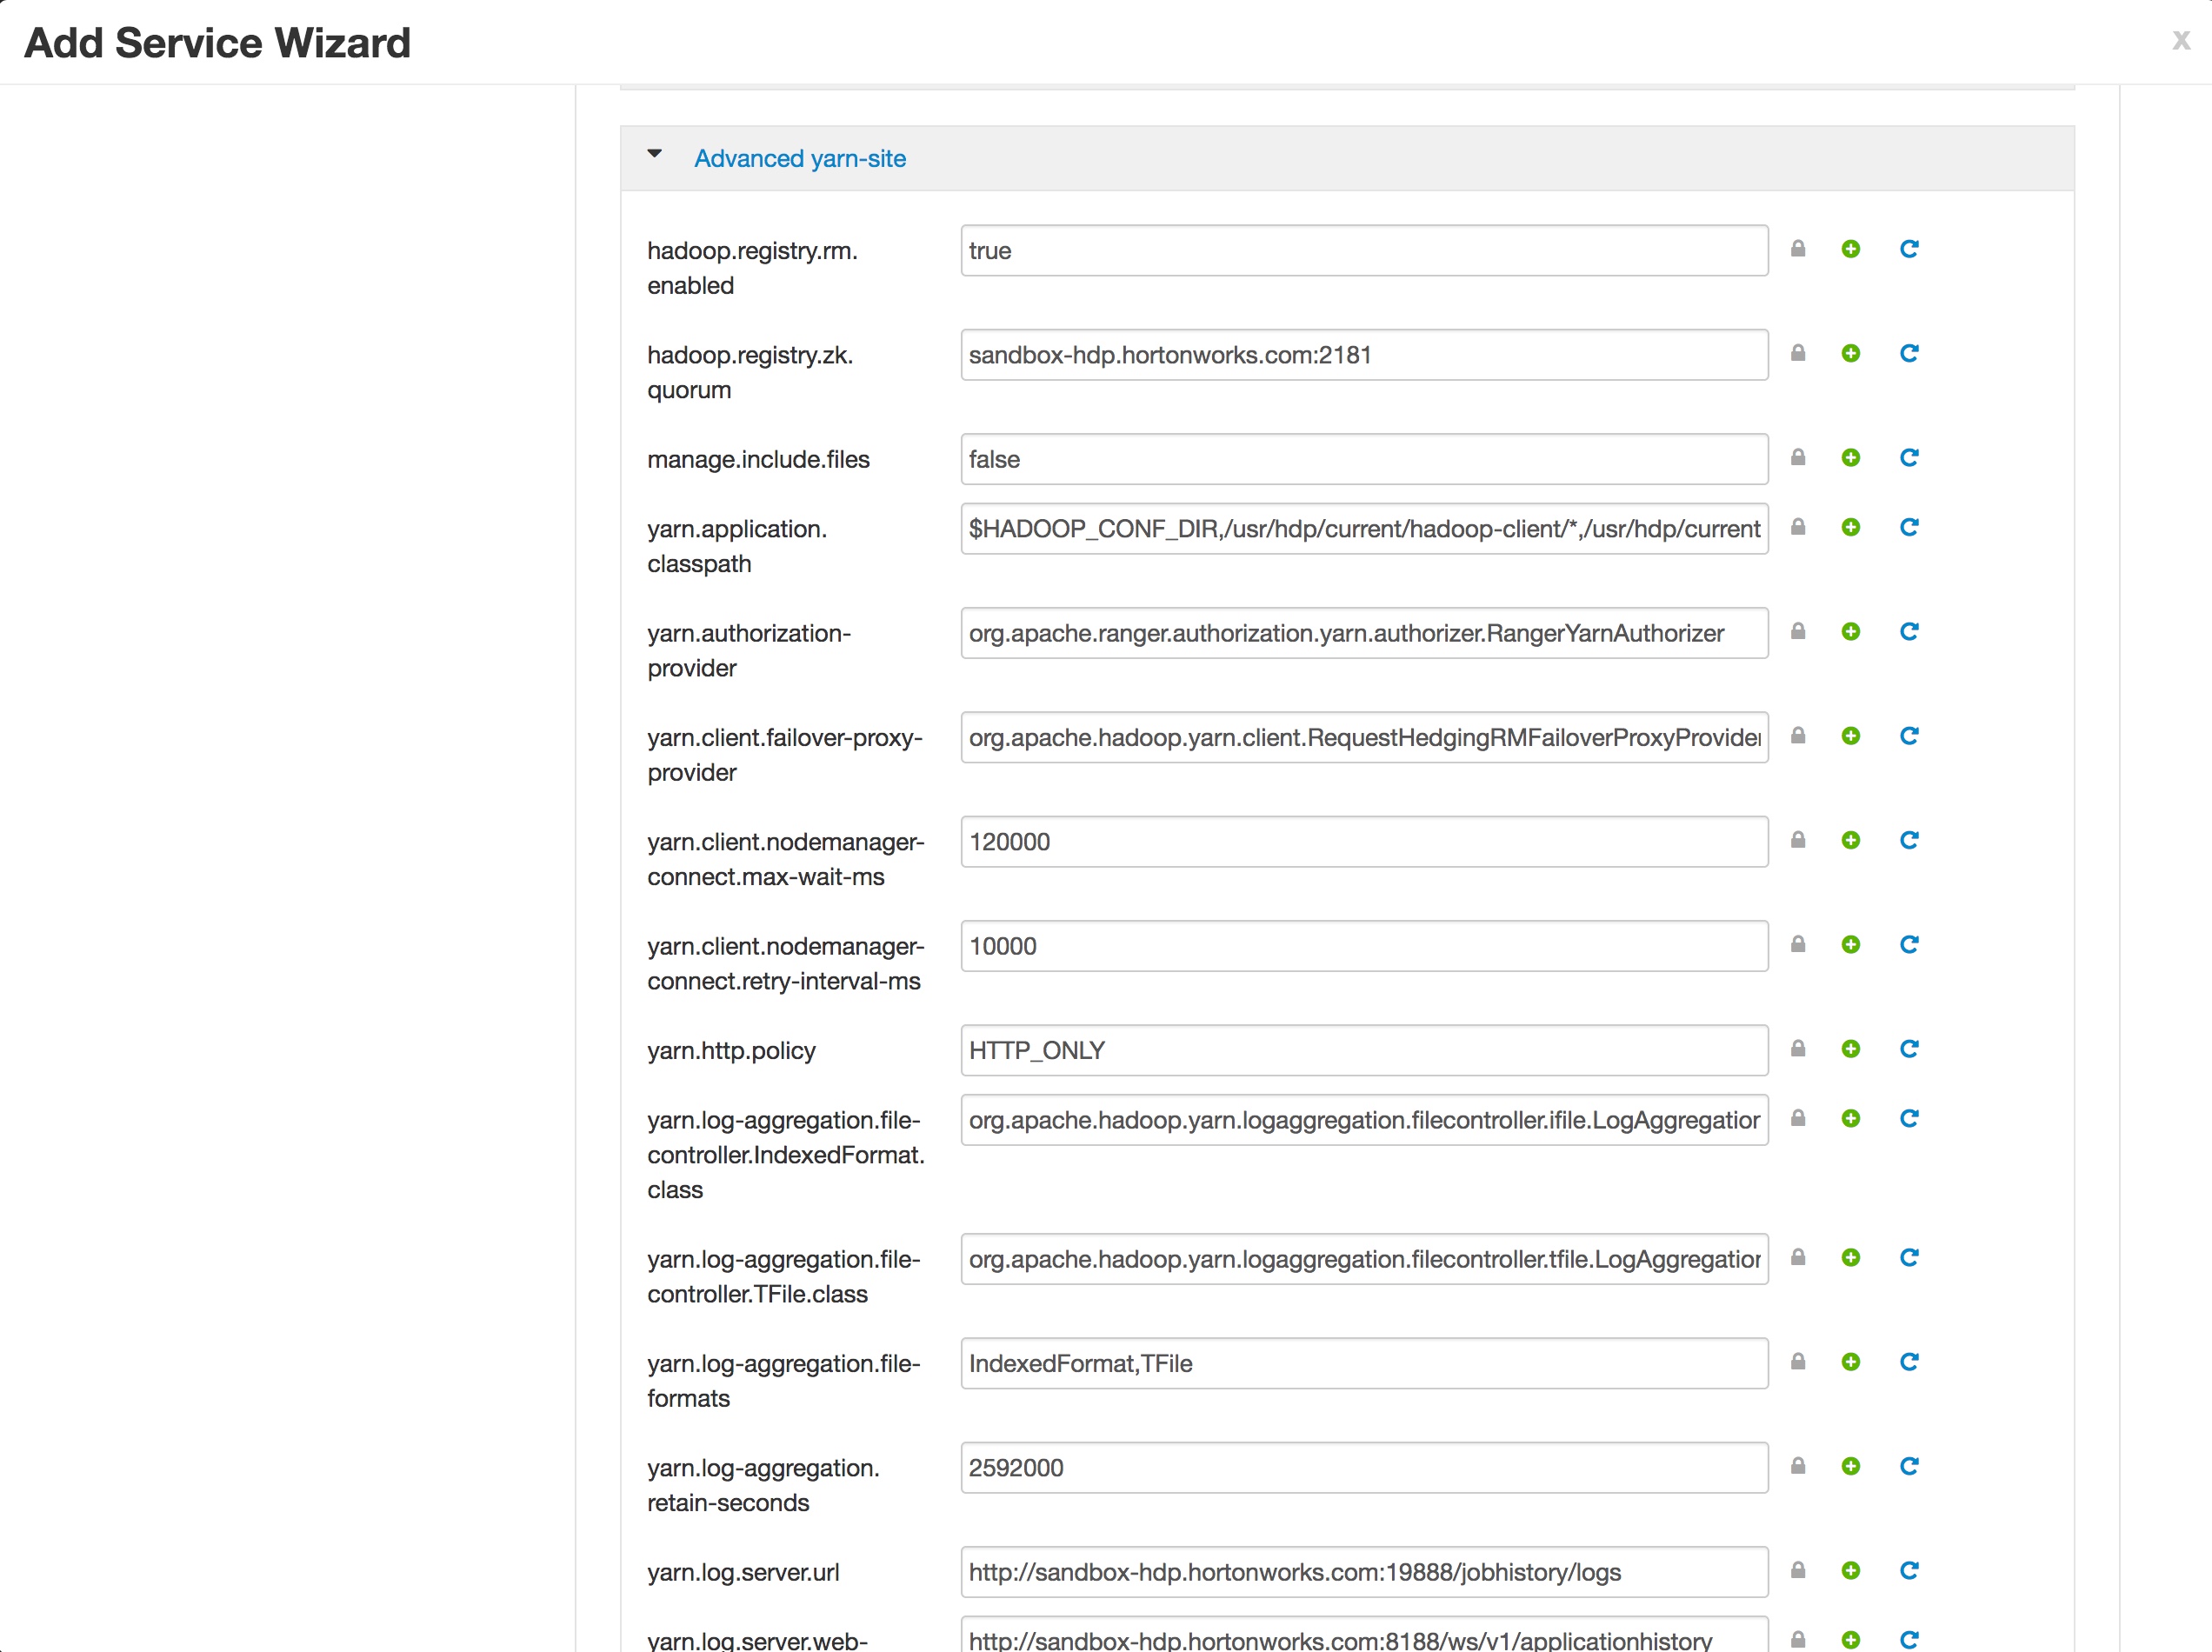 Add Service Wizard
x
Advanced yarn-site
hadoop.registry.rm.
enabled
true
hadoop.registry.zk.
quorum
sandbox-hdp.hortonworks.com:2181
manage.include.files
false
yarn.application.
classpath
$HADOOP_CONF_DIR,/usr/hdp/current/hadoop-client/*,/usr/hdp/current
yarn.authorization-
provider
org.apache.ranger.authorization.yarn.authorizer.RangerYarnAuthorizer
yarn.client.failover-proxy-
provider
org.apache.hadoop.yarn.client.RequestHedgingRMFailoverProxyProvider
yarn.client.nodemanager-
connect.max-wait-ms
120000
yarn.client.nodemanager-
connect.retry-interval-ms
10000
yarn.http.policy
HTTP_ONLY
yarn.log-aggregation.file-
controller.IndexedFormat.
class
org.apache.hadoop.yarn.logaggregation.filecontroller.ifile.LogAggregation
yarn.log-aggregation.file-
controller.TFile.class
org.apache.hadoop.yarn.logaggregation.filecontroller.tfile.LogAggregation
yarn.log-aggregation.file-
formats
IndexedFormat,TFile
yarn.log-aggregation.
retain-seconds
2592000
yarn.log.server.url
http://sandbox-hdp.hortonworks.com:19888/jobhistory/logs
yarn.log.server.web-
http://sandbox-hdp.hortonworks.com:8188/ws/v1/applicationhistory